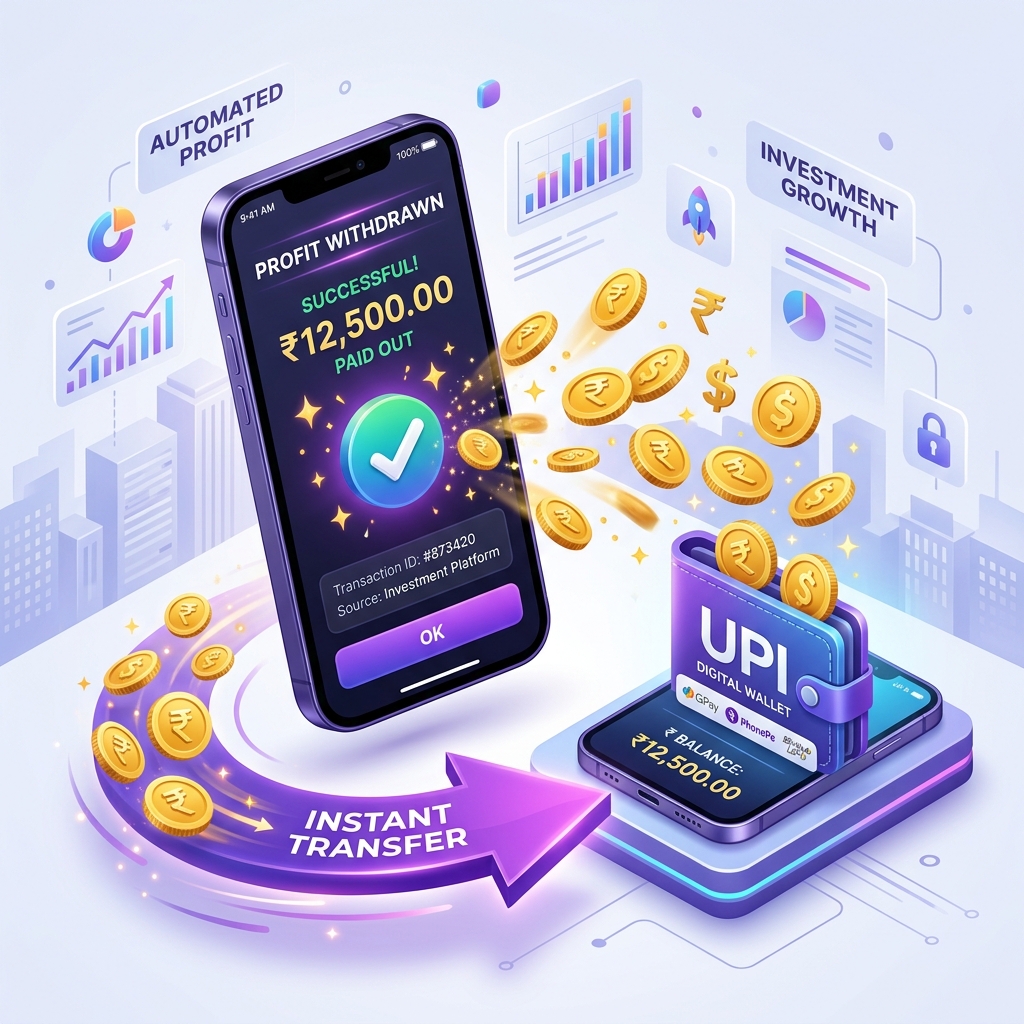 AUTOMATED
PROFIT
INVESTMENT
GROWTH
9:41 AM
100%
PROFIT WITHDRAWN
SUCCESSFUL!
₹12,500.00
PAID OUT
Transaction ID: #873420
Source: Investment Platform
OK
INSTANT
TRANSFER
UPI
DIGITAL WALLET
GPay
PhonePe
₹ BALANCE:
₹12,500.00